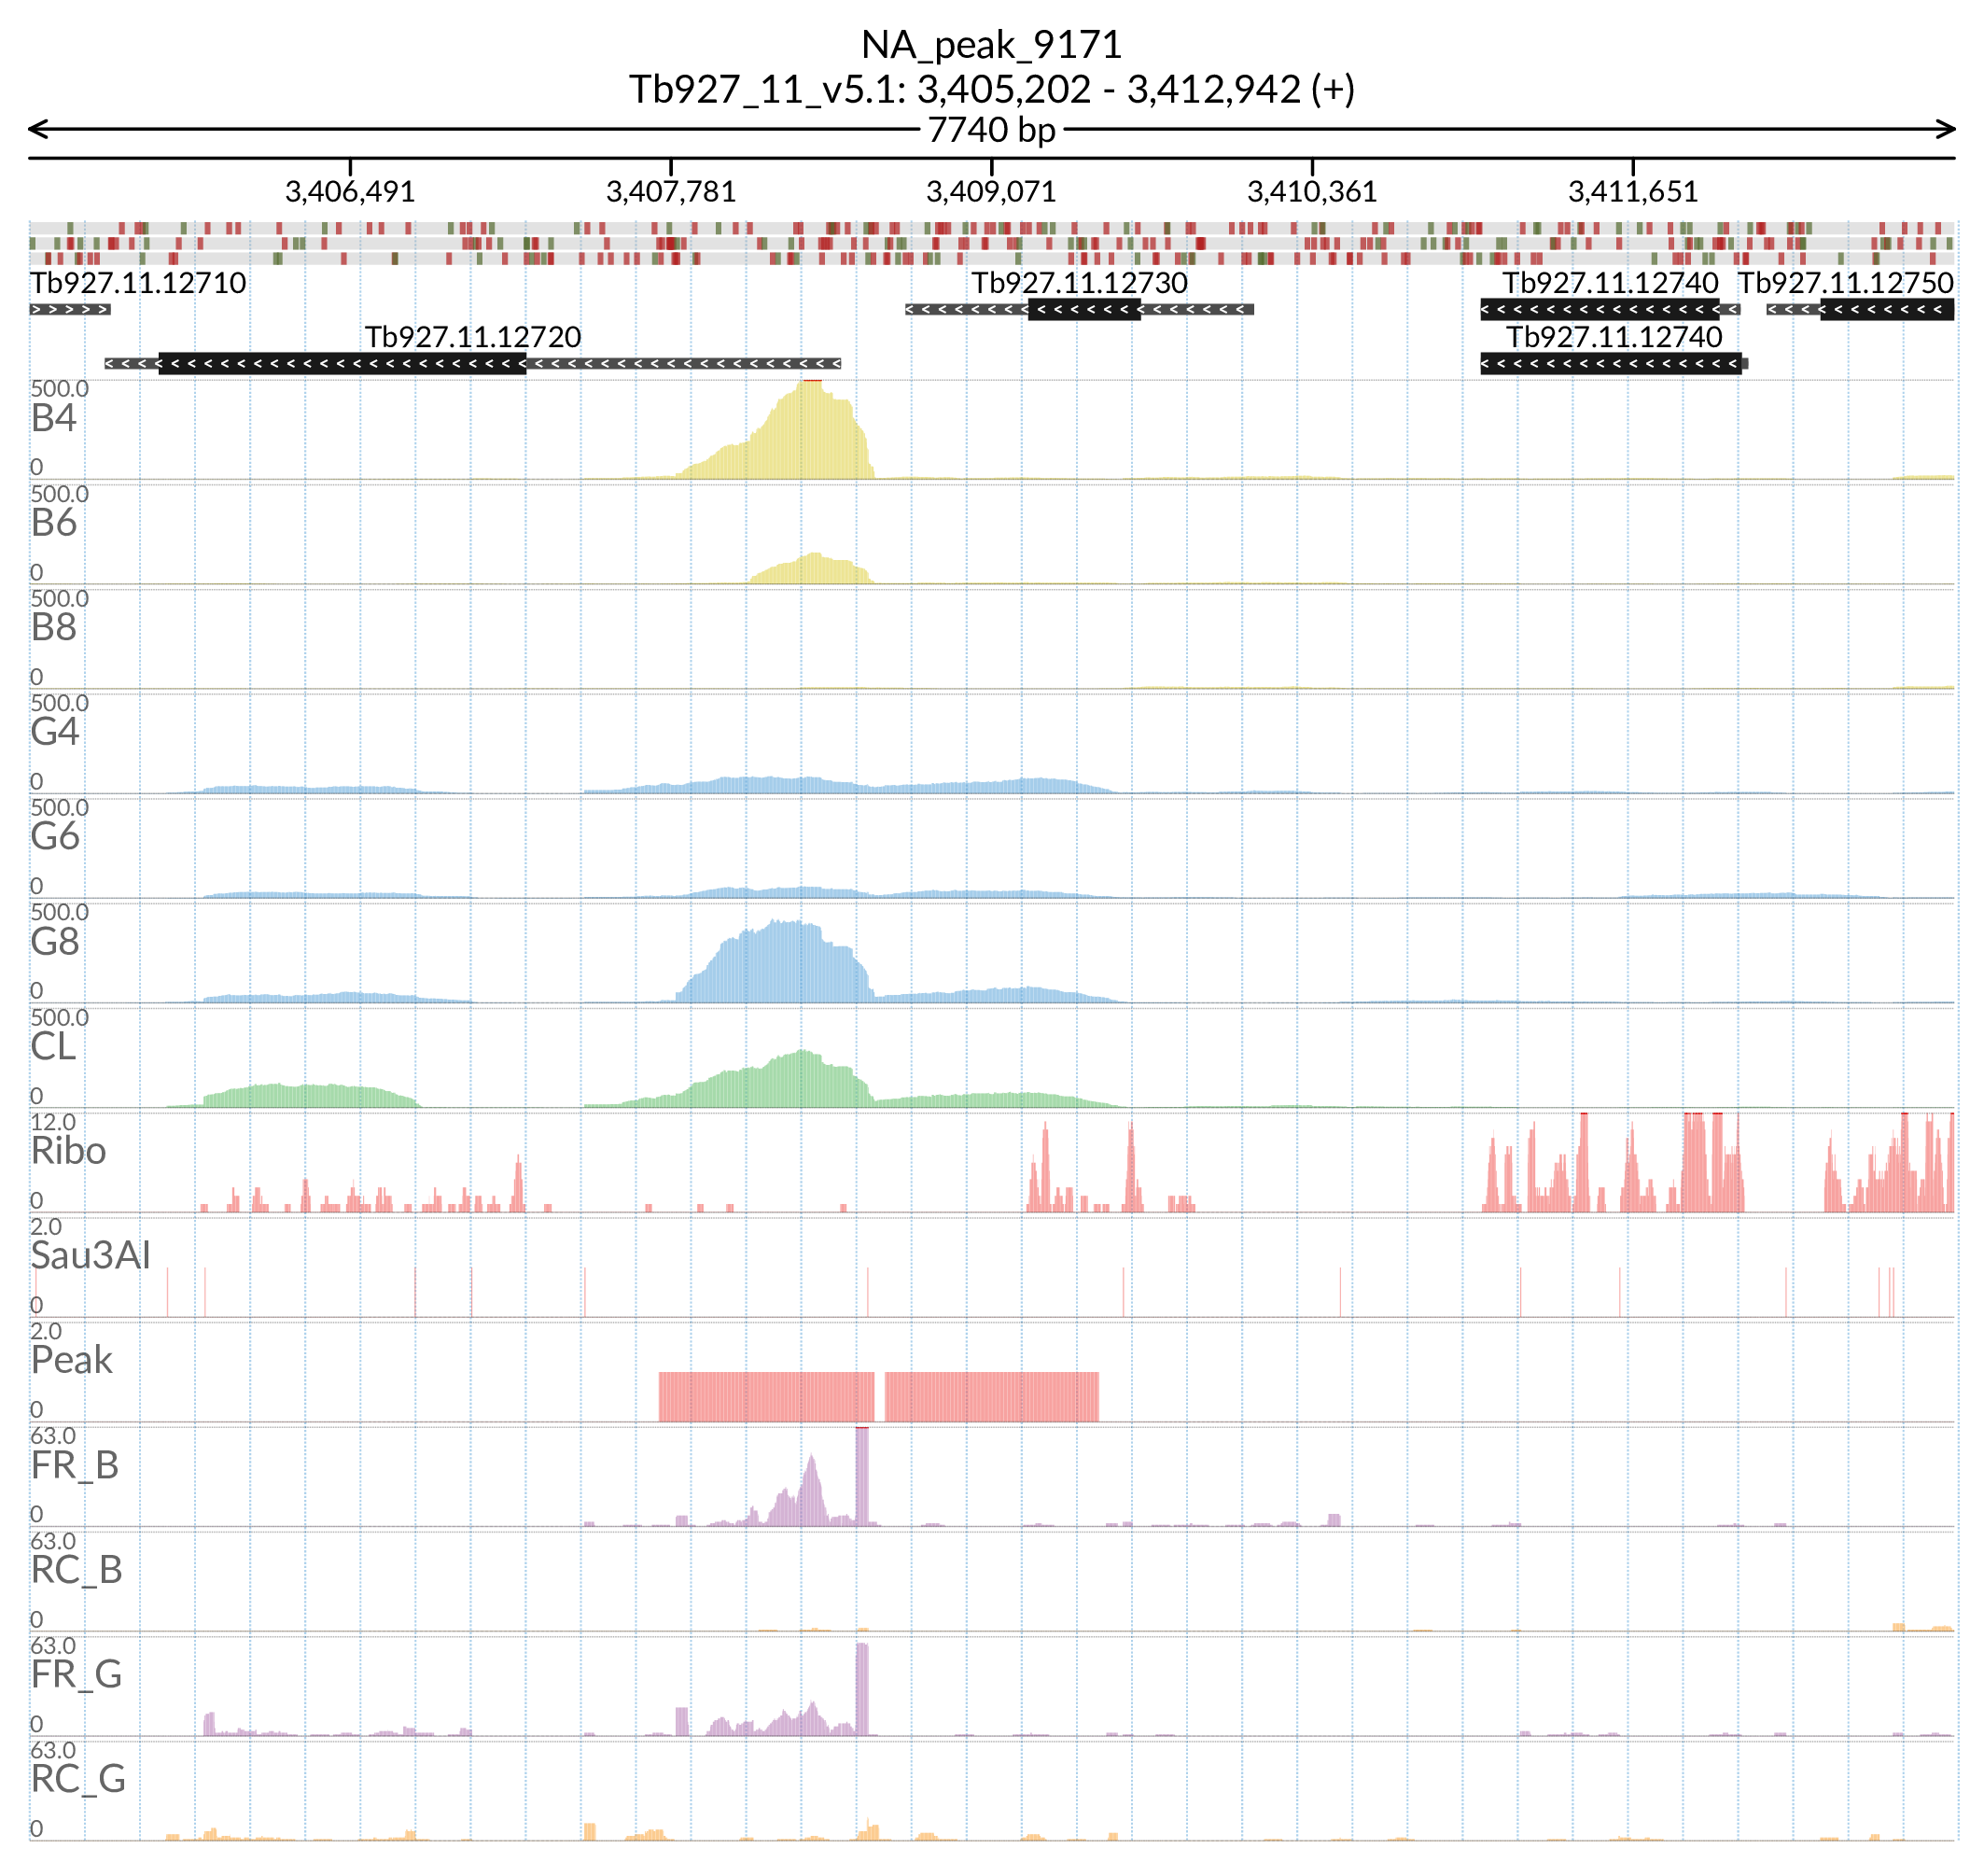 NA_peak_9171
Tb927_11_v5.1: 3,405,202 - 3,412,942 (+)
7740 bp
3,406,491 3,407,781 3,409,071 3,410,361 3,411,651
Tb927.11.12710 Tb927.11.12730 Tb927.11.12740 Tb927.11.12750
Tb927.11.12720 Tb927.11.12740
500.0
B4
0
500.0
B6
0
500.0
B8
0
500.0
G4
0
500.0
G6
0
500.0
G8
0
500.0
CL
0
12.0
Ribo
0
2.0
Sau3AI
0
2.0
Peak
0
63.0
FR_B
0
63.0
RC_B
0
63.0
FR_G
0
63.0
RC_G
0